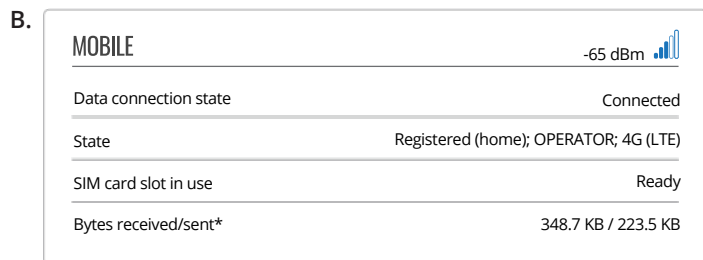 B.
MOBILE -65 dBm
Data connection state Connected
State Registered (home); OPERATOR; 4G (LTE)
SIM card slot in use Ready
Bytes received/sent* 348.7 KB / 223.5 KB